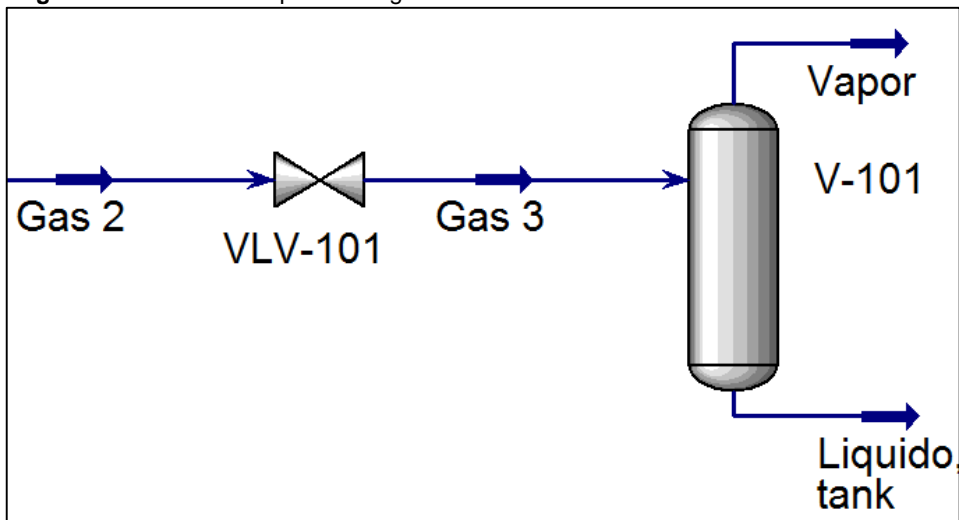 Vapor
V-101
Gas 2
Gas 3
VLV-101
Liquido,
tank